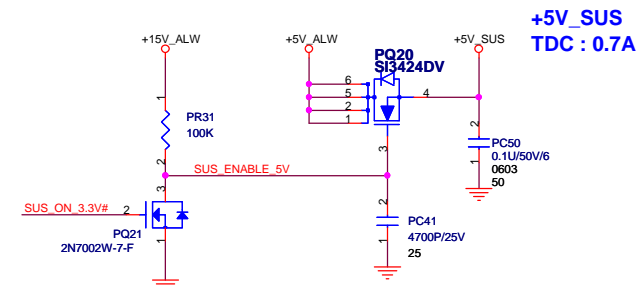 +5V_SUS
TDC : 0.7A
+15V_ALW
+5V_ALW
+5V_SUS
PQ20
SI3424DV
6
5
2
1
4
3
1
PR31
100K
2
SUS_ENABLE_5V
2
PC50
0.1U/50V/6
0603
50
1
SUS_ON_3.3V#
2
3
1
PQ21
2N7002W-7-F
2
PC41
4700P/25V
25
1